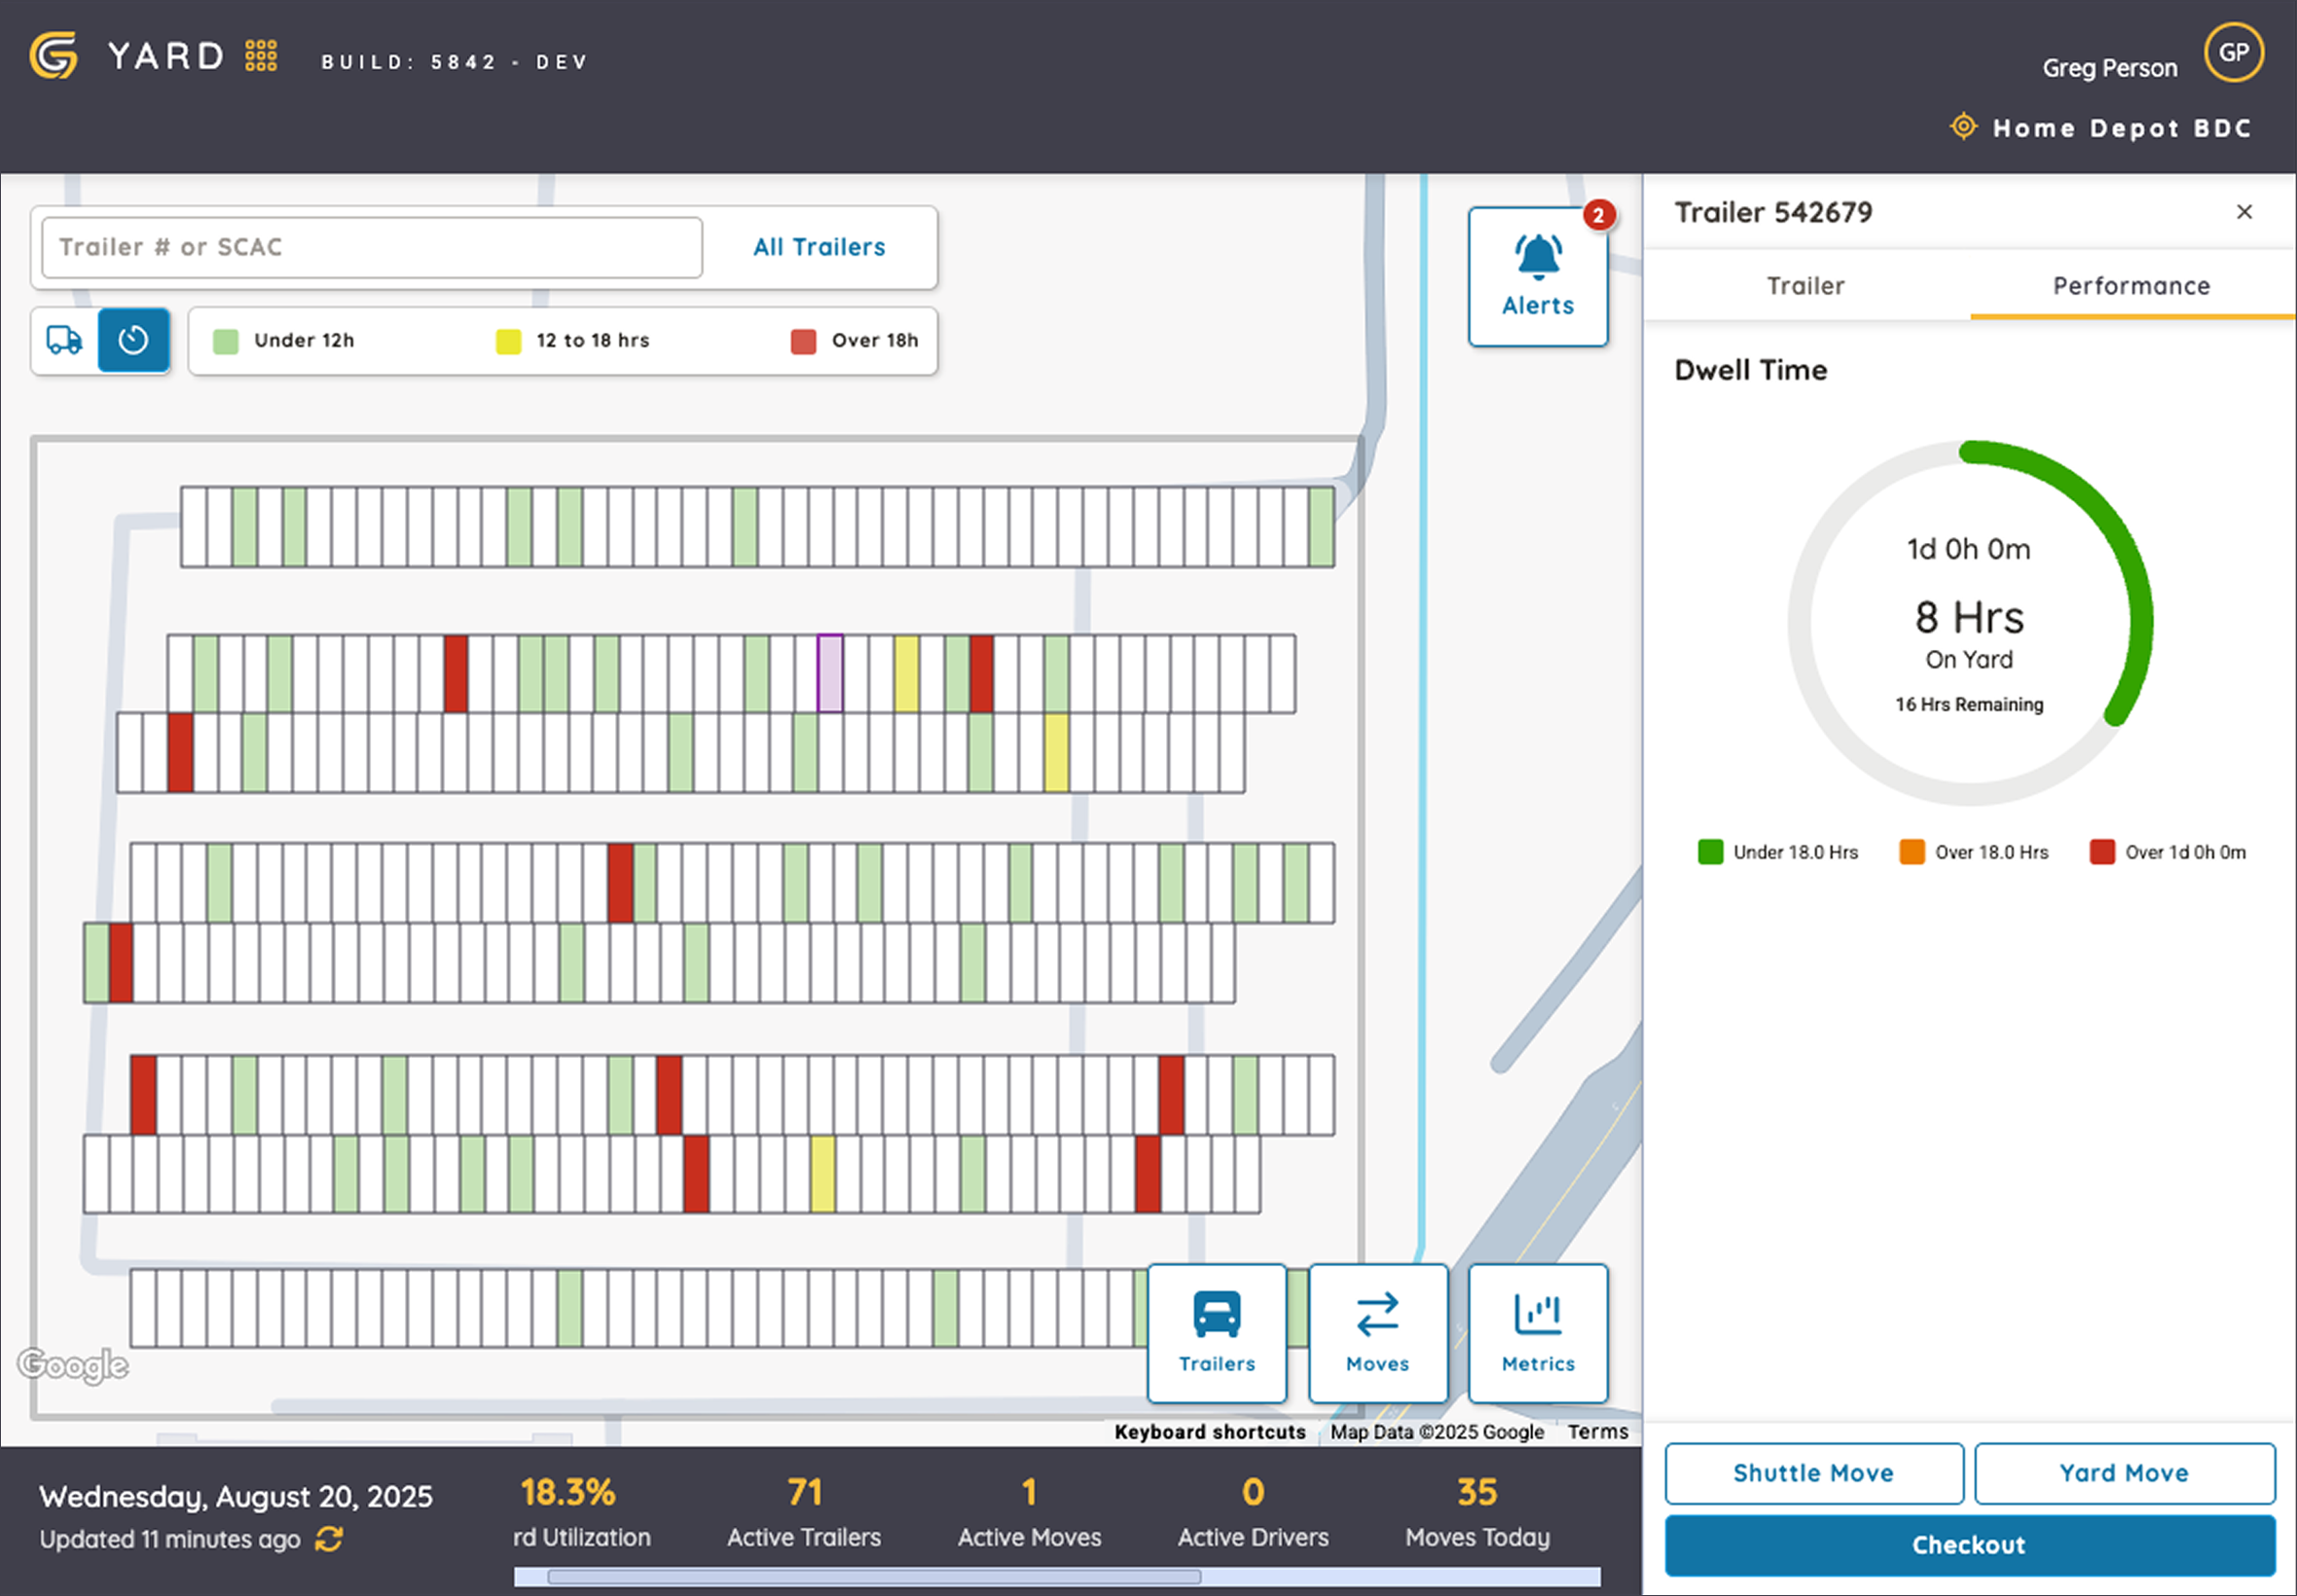 YARD
BUILD: 5842 - DEV
Greg Person
GP
Home Depot BDC
Trailer # or SCAC
All Trailers
Under 12h
12 to 18 hrs
Over 18h
2
Alerts
Trailer 542679
Trailer
Performance
Dwell Time
1d 0h 0m
8 Hrs
On Yard
16 Hrs Remaining
Under 18.0 Hrs
Over 18.0 Hrs
Over 1d 0h 0m
Trailers
Moves
Metrics
Google
Keyboard shortcuts
Map Data ©2025 Google
Terms
Wednesday, August 20, 2025
Updated 11 minutes ago
18.3%
rd Utilization
71
Active Trailers
1
Active Moves
0
Active Drivers
35
Moves Today
Shuttle Move
Yard Move
Checkout